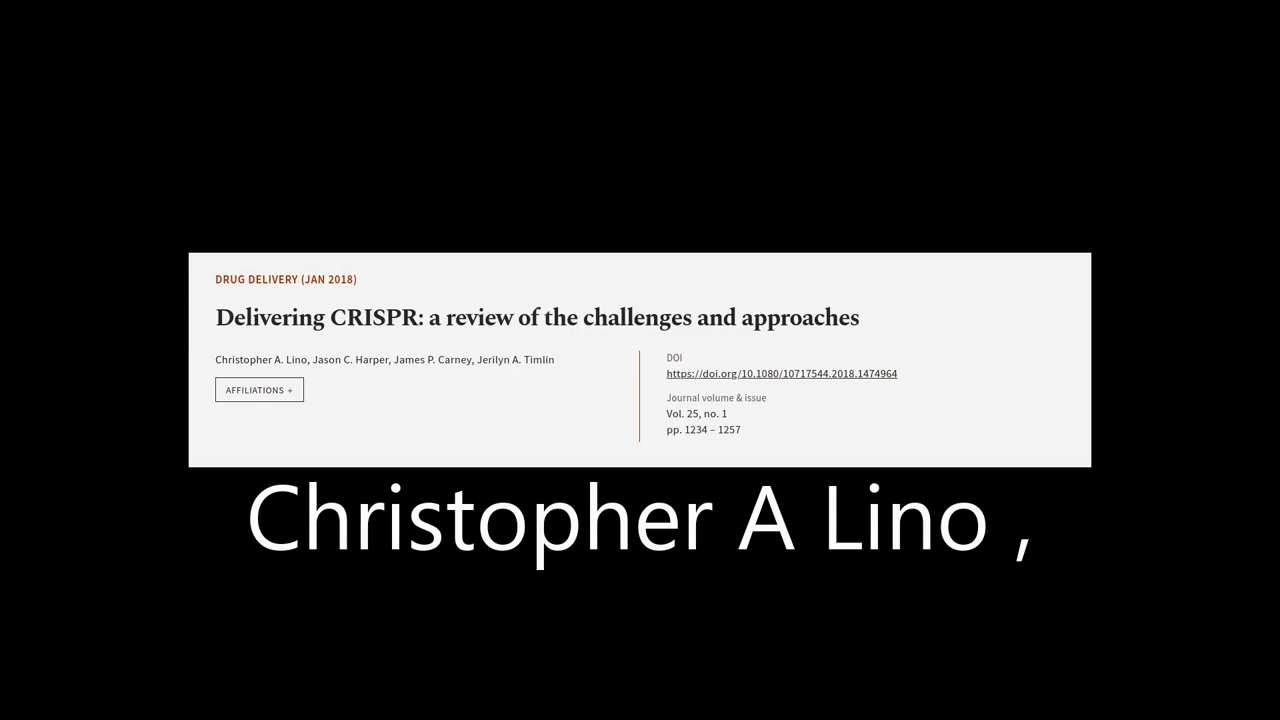 DRUG DELIVERY (JAN 2018)
Delivering CRISPR: a review of the challenges and approaches
Christopher A. Lino, Jason C. Harper, James P. Carney, Jerilyn A. Timlin
AFFILIATIONS +
DOI
https://doi.org/10.1080/10717544.2018.1474964
Journal volume & issue
Vol. 25, no. 1
pp. 1234 – 1257
Christopher A Lino ,